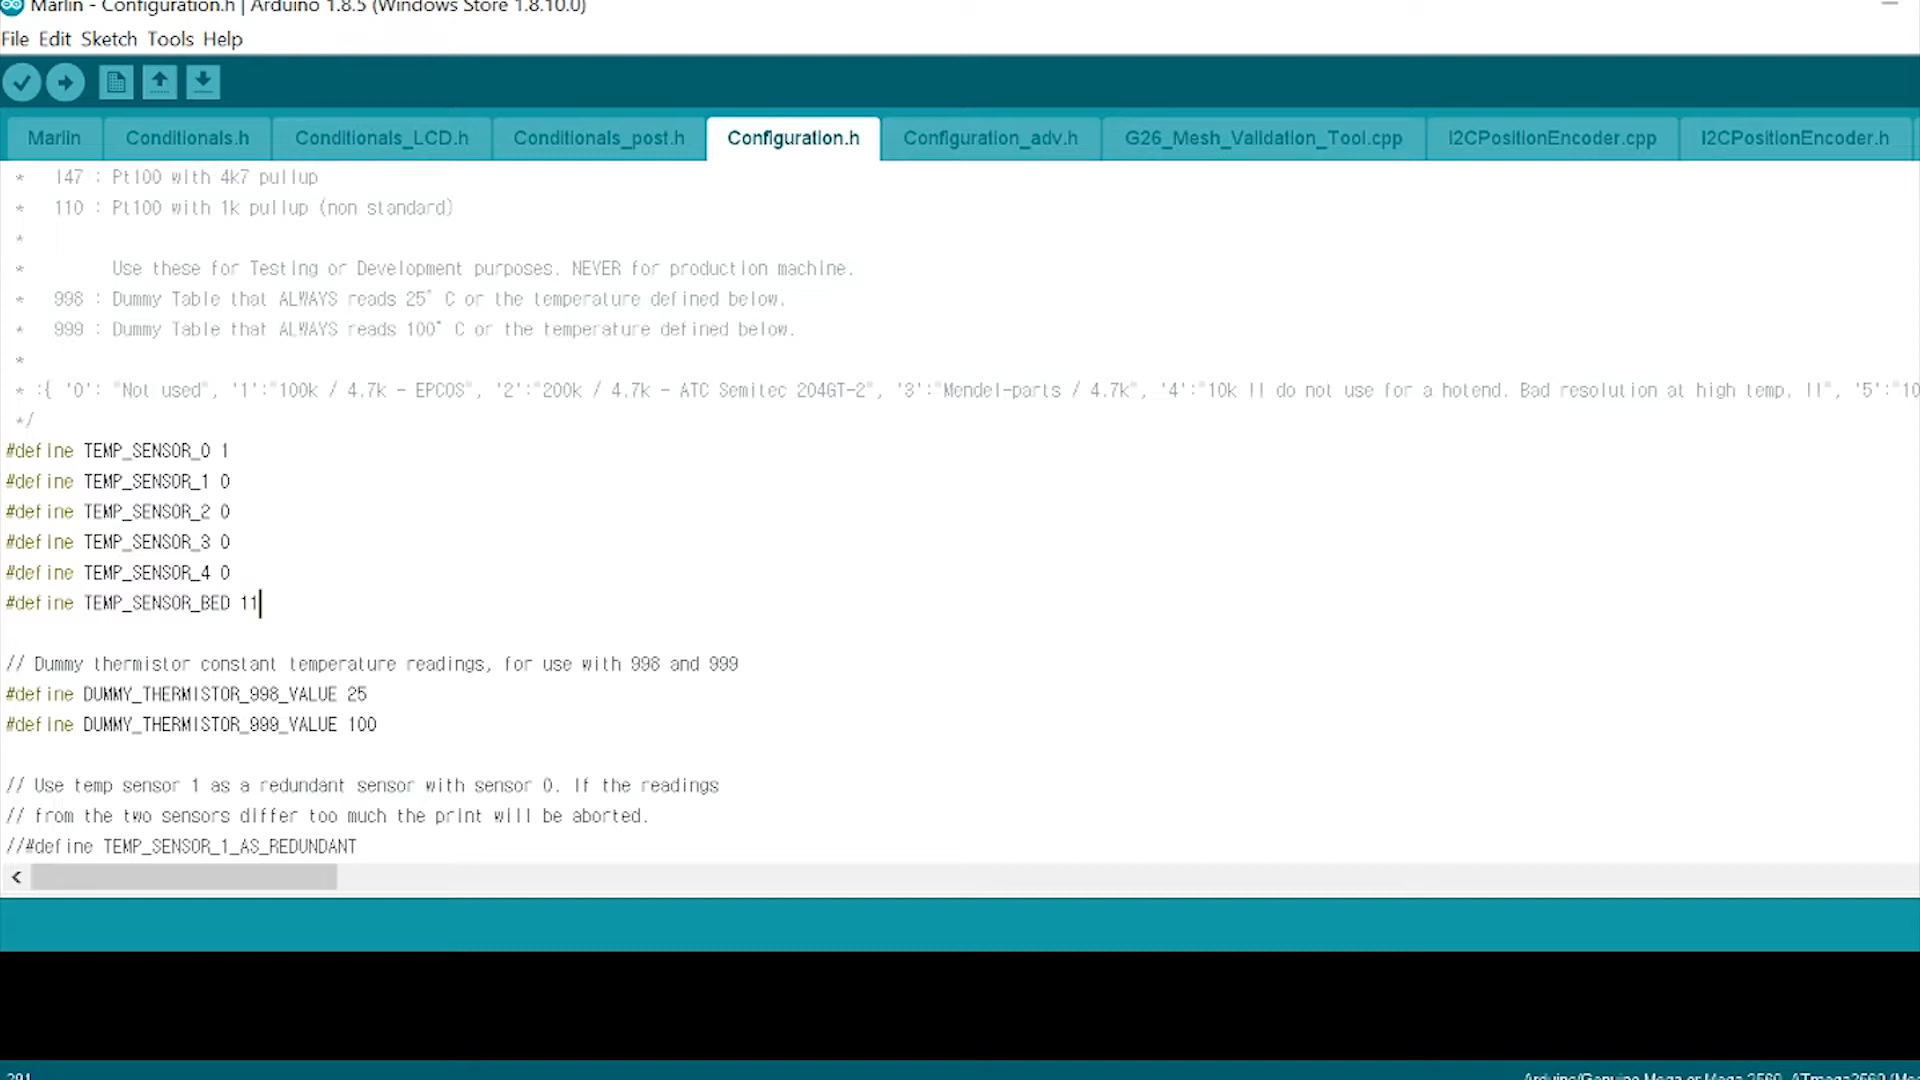 Marlin - Configuration.h | Arduino 1.8.5 (Windows Store 1.8.10.0)
File Edit Sketch Tools Help
Marlin Conditionals.h Conditionals_LCD.h Conditionals_post.h Configuration.h Configuration_adv.h G26_Mesh_Validation_Tool.cpp I2CPositionEncoder.cpp I2CPositionEncoder.h
* 147 : Pt100 with 4k7 pullup
* 110 : Pt100 with 1k pullup (non standard)
*
* Use these for Testing or Development purposes. NEVER for production machine.
* 998 : Dummy Table that ALWAYS reads 25° C or the temperature defined below.
* 999 : Dummy Table that ALWAYS reads 100° C or the temperature defined below.
*
* :{ '0': "Not used", '1':"100k / 4.7k - EPCOS", '2':"200k / 4.7k - ATC Semitec 204GT-2", '3':"Mendel-parts / 4.7k", '4':"10k !! do not use for a hotend. Bad resolution at high temp. !!", '5':"10
*/
#define TEMP_SENSOR_0 1
#define TEMP_SENSOR_1 0
#define TEMP_SENSOR_2 0
#define TEMP_SENSOR_3 0
#define TEMP_SENSOR_4 0
#define TEMP_SENSOR_BED 11
// Dummy thermistor constant temperature readings, for use with 998 and 999
#define DUMMY_THERMISTOR_998_VALUE 25
#define DUMMY_THERMISTOR_999_VALUE 100
// Use temp sensor 1 as a redundant sensor with sensor 0. If the readings
// from the two sensors differ too much the print will be aborted.
//#define TEMP_SENSOR_1_AS_REDUNDANT
291
Arduino/Genuino Mega or Mega 2560, ATmega2560